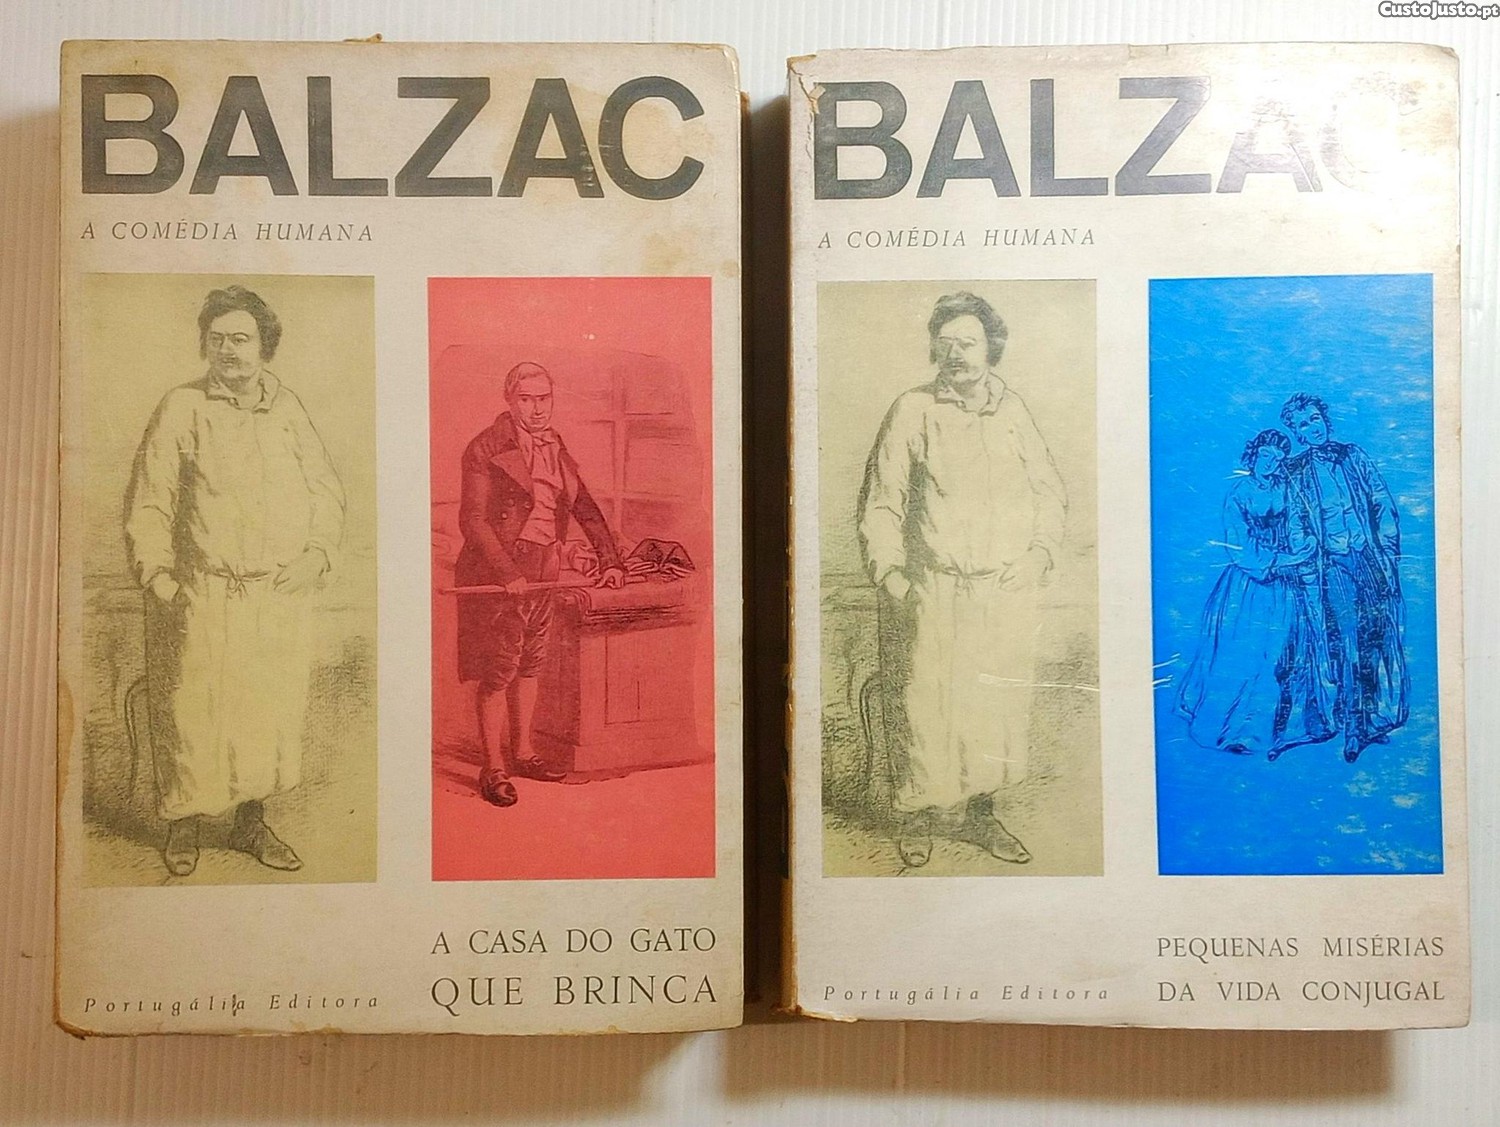 CustoJusto.pt
BALZAC
A COMÉDIA HUMANA
A CASA DO GATO
QUE BRINCA
Portugália Editora
BALZAC
A COMÉDIA HUMANA
PEQUENAS MISÉRIAS
DA VIDA CONJUGAL
Portugália Editora